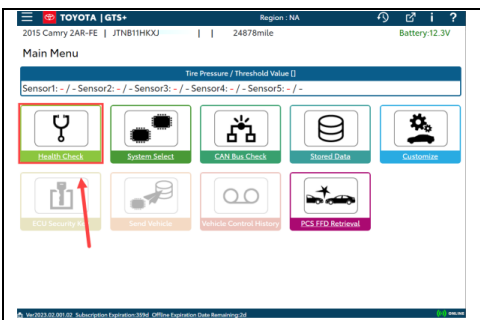 TOYOTA | GTS+ Region : NA i ?
2015 Camry 2AR-FE | JTNB11HKXJ | | 24878mile Battery:12.3V
Main Menu
Tire Pressure / Threshold Value []
Sensor1: - / - Sensor2: - / - Sensor3: - / - Sensor4: - / - Sensor5: - / -
Health Check System Select CAN Bus Check Stored Data Customize
ECU Security Key Send Vehicle Vehicle Control History PCS FFD Retrieval
Ver2023.02.001.02 Subscription Expiration:359d Offline Expiration Date Remaining:2d ONLINE